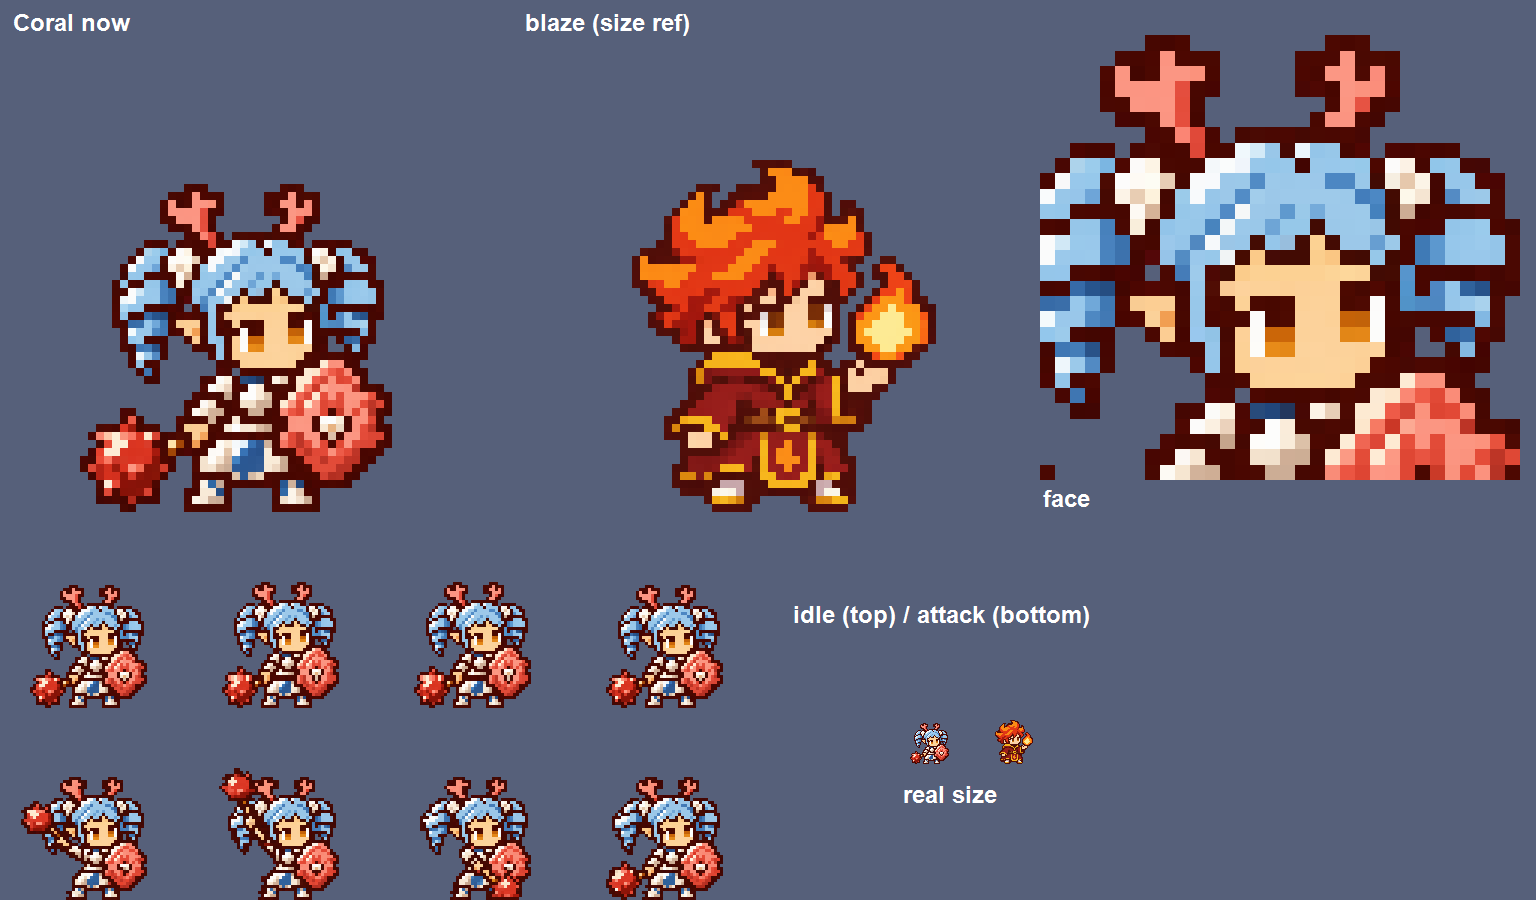 Coral now
blaze (size ref)
face
idle (top) / attack (bottom)
real size